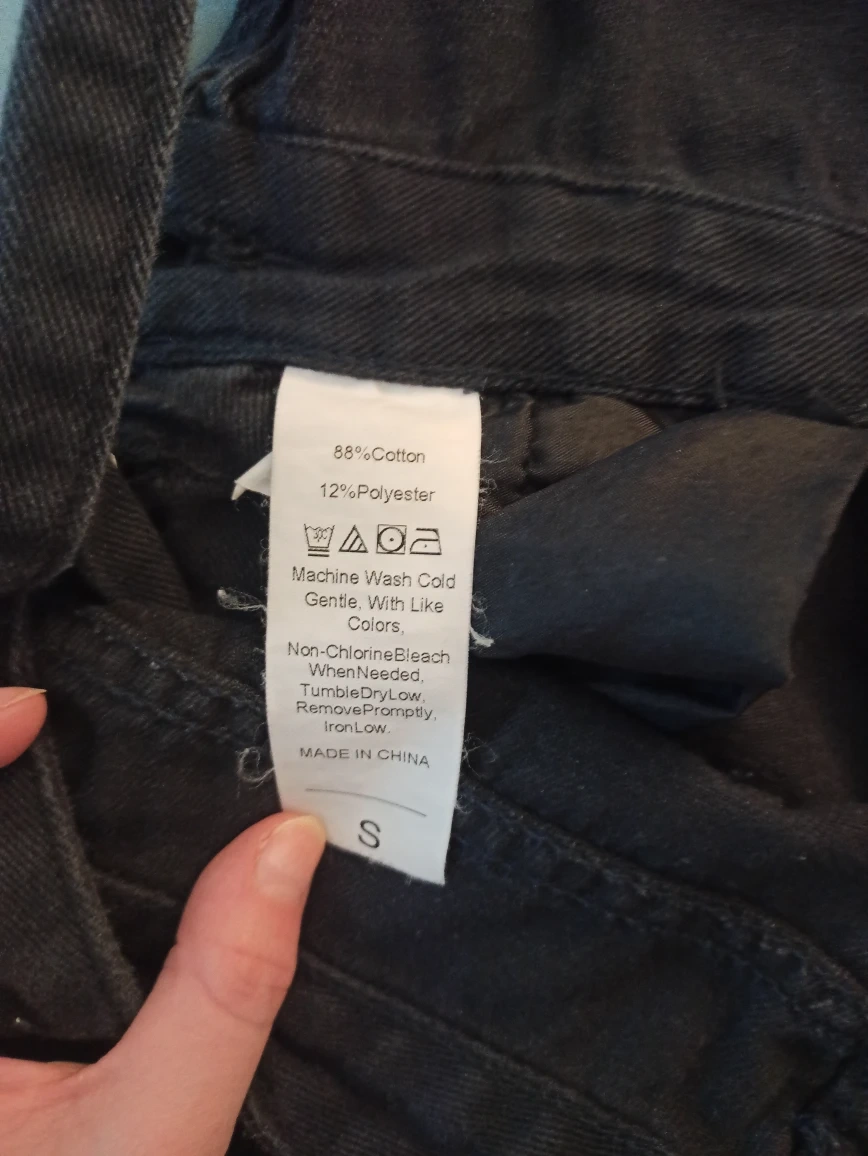 88%Cotton
12%Polyester
Machine Wash Cold
Gentle, With Like
Colors,
Non-ChlorineBleach
WhenNeeded,
TumbleDryLow,
RemovePromptly,
IronLow.
MADE IN CHINA
S